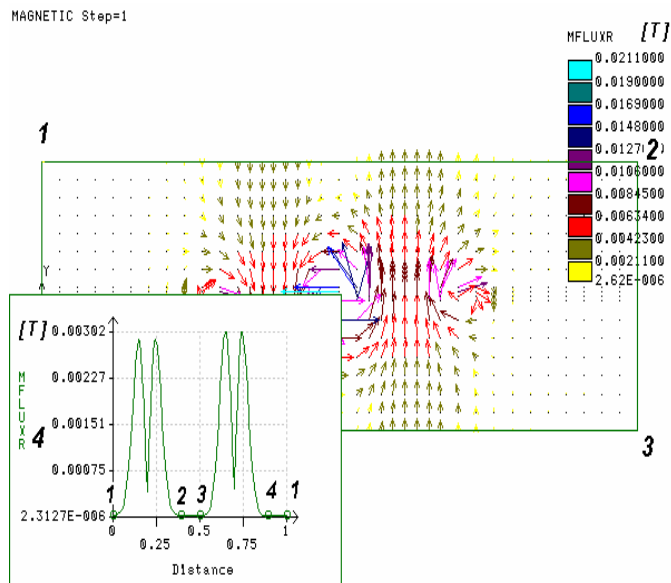 MAGNETIC Step=1
MFLUXR [T]
0.0211000
0.0190000
0.0169000
0.0148000
0.0106000
0.0084500
0.0063400
0.0042300
0.0021100
2.62E-006
1
2
Y
[T]
0.00302
0.00227
0.00151
0.00075
2.3127E-006
MFLUXR
4
1 2 3 4 1
0 0.25 0.5 0.75 1
Distance
3